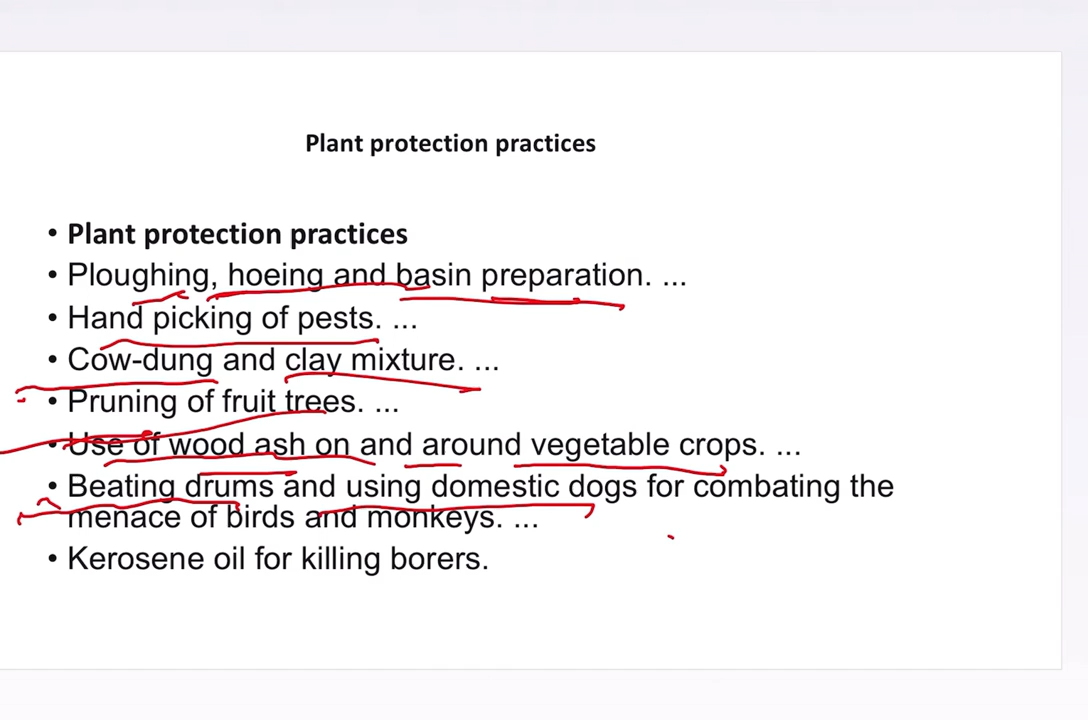 Plant protection practices
• Plant protection practices
• Ploughing, hoeing and basin preparation. ...
• Hand picking of pests. ...
• Cow-dung and clay mixture. ...
• Pruning of fruit trees. ...
• Use of wood ash on and around vegetable crops. ...
• Beating drums and using domestic dogs for combating the
menace of birds and monkeys. ...
• Kerosene oil for killing borers.